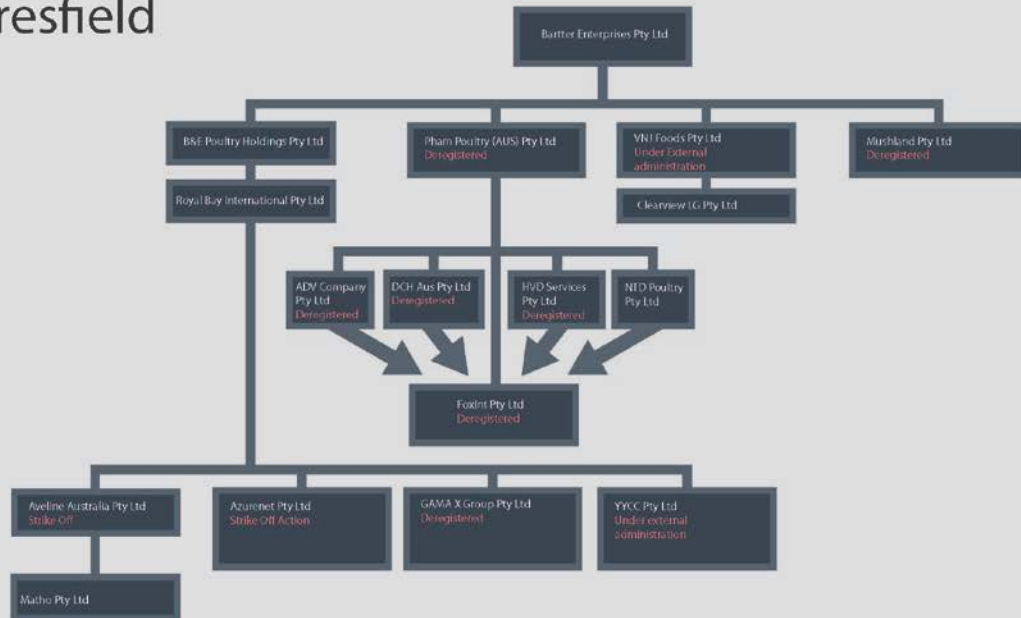 resfield
Bartter Enterprises Pty Ltd
B&E Poultry Holdings Pty Ltd
Pham Poultry (AUS) Pty Ltd
Deregistered
VNJ Foods Pty Ltd
Under External
administration
Mushland Pty Ltd
Deregistered
Royal Bay International Pty Ltd
Clearview LG Pty Ltd
ADV Company
Pty Ltd
Deregistered
DCH Aus Pty Ltd
Deregistered
HVD Services
Pty Ltd
Deregistered
NTD Poultry
Pty Ltd
Foxint Pty Ltd
Deregistered
Aveline Australia Pty Ltd
Strike Off
Azurenet Pty Ltd
Strike Off Action
GAMA X Group Pty Ltd
Deregistered
YYCC Pty Ltd
Under external
administration
Matho Pty Ltd